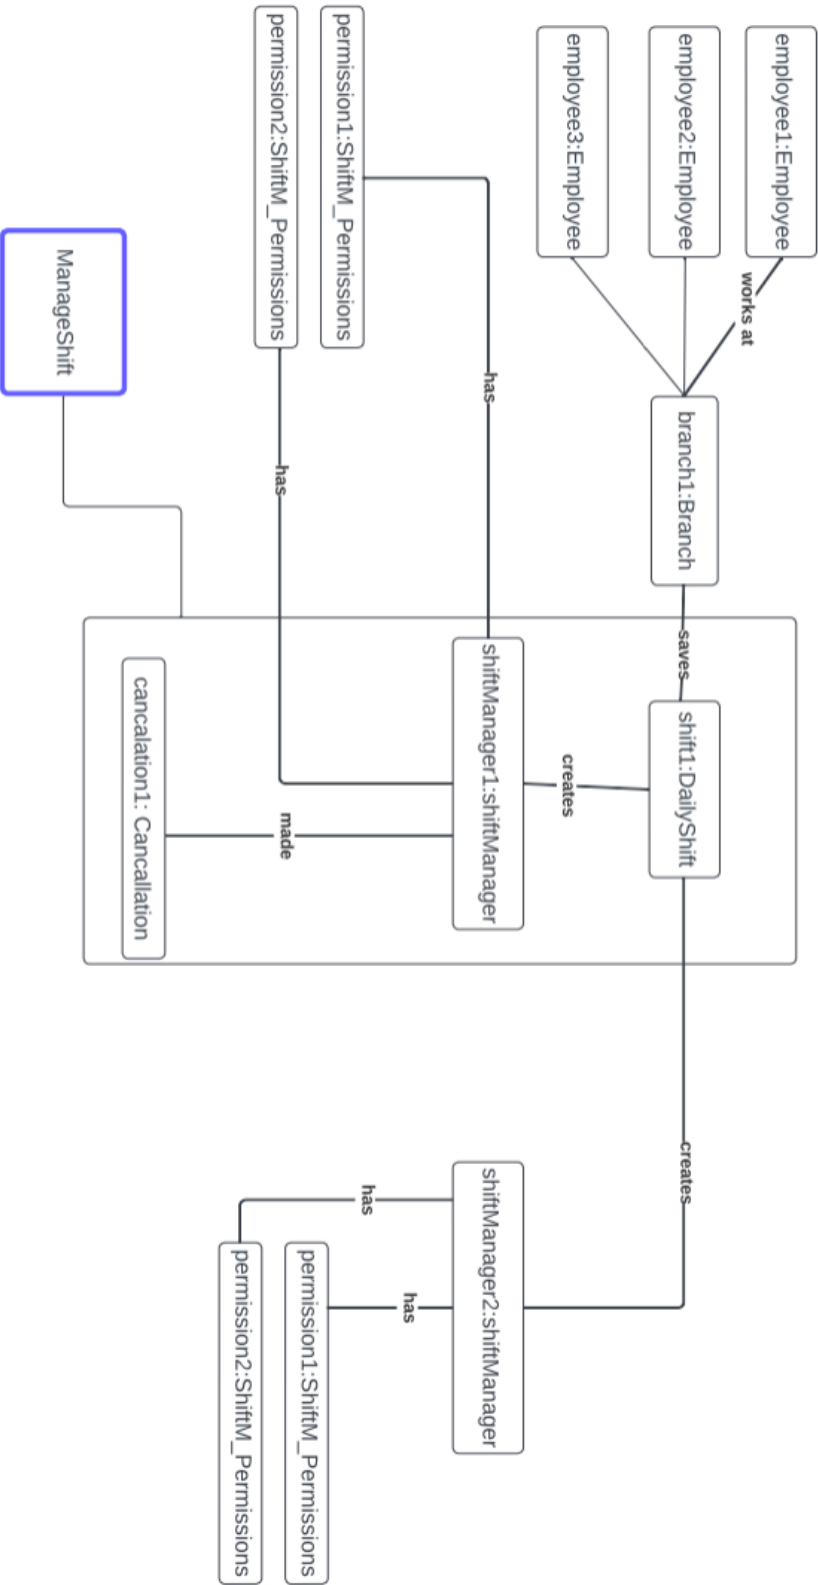 employee1:Employee
employee2:Employee
employee3:Employee
works at
branch1:Branch
saves
shift1:DailyShift
creates
creates
permission1:ShiftM_Permissions
permission2:ShiftM_Permissions
has
has
shiftManager1:shiftManager
made
cancalation1: Cancallation
ManageShift
shiftManager2:shiftManager
has
has
permission1:ShiftM_Permissions
permission2:ShiftM_Permissions